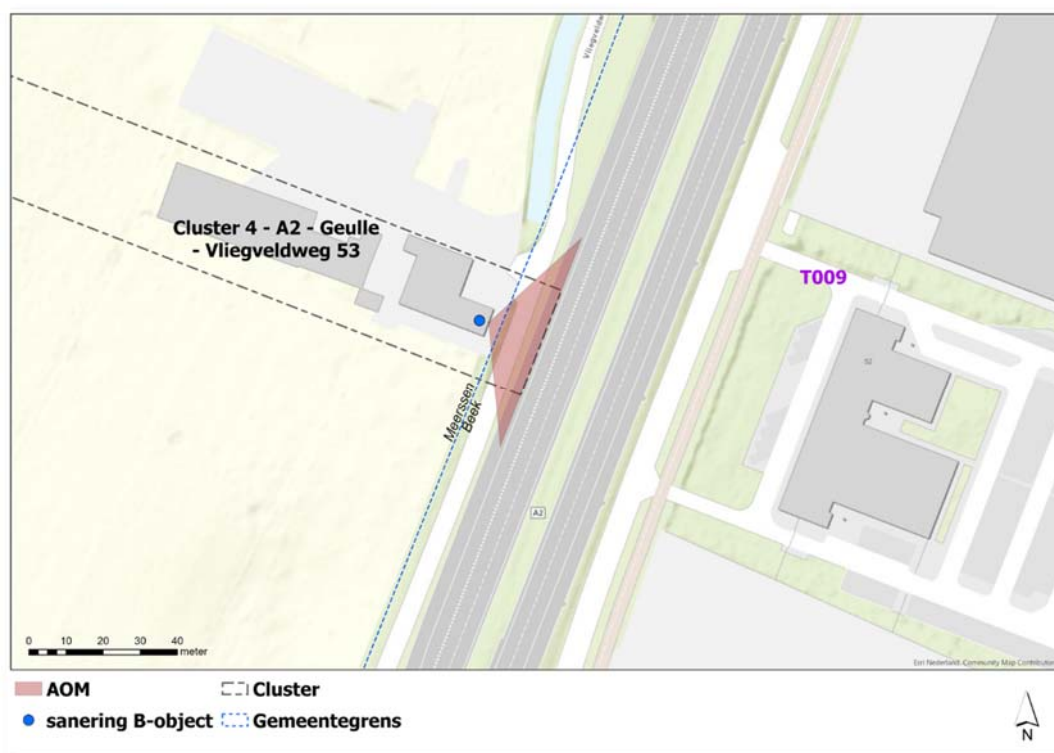 Vliegveldw
Cluster 4 - A2 - Geulle
- Vliegveldweg 53
T009
Meerssen
Beek
A2
0 10 20 30 40
meter
Esri Nederland, Community Map Contributors
AOM
Cluster
sanering B-object
Gemeentegrens
N